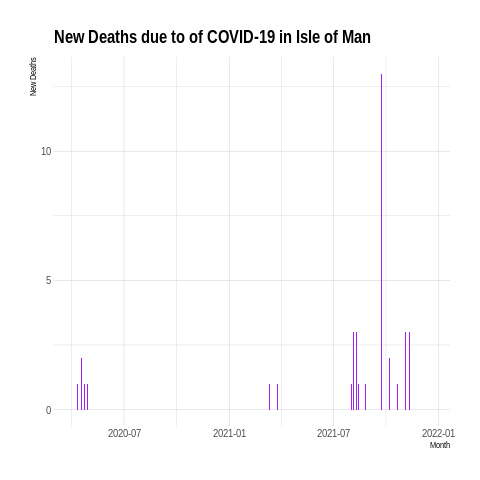 New Deaths due to of COVID-19 in Isle of Man
New Deaths
10
5
0
2020-07
2021-01
2021-07
2022-01
Month